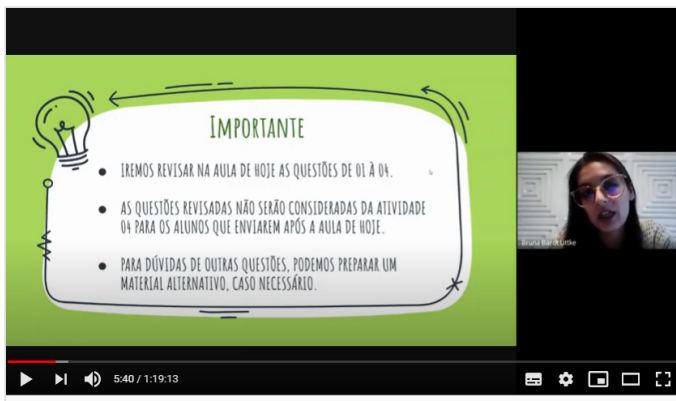 IMPORTANTE
● IREMOS REVISAR NA AULA DE HOJE AS QUESTÕES DE 01 À 04.
● AS QUESTÕES REVISADAS NÃO SERÃO CONSIDERADAS DA ATIVIDADE
04 PARA OS ALUNOS QUE ENVIAREM APÓS A AULA DE HOJE.
● PARA DÚVIDAS DE OUTRAS QUESTÕES, PODEMOS PREPARAR UM
MATERIAL ALTERNATIVO, CASO NECESSÁRIO.
Bruna Bardt Littke
5:40 / 1:19:13